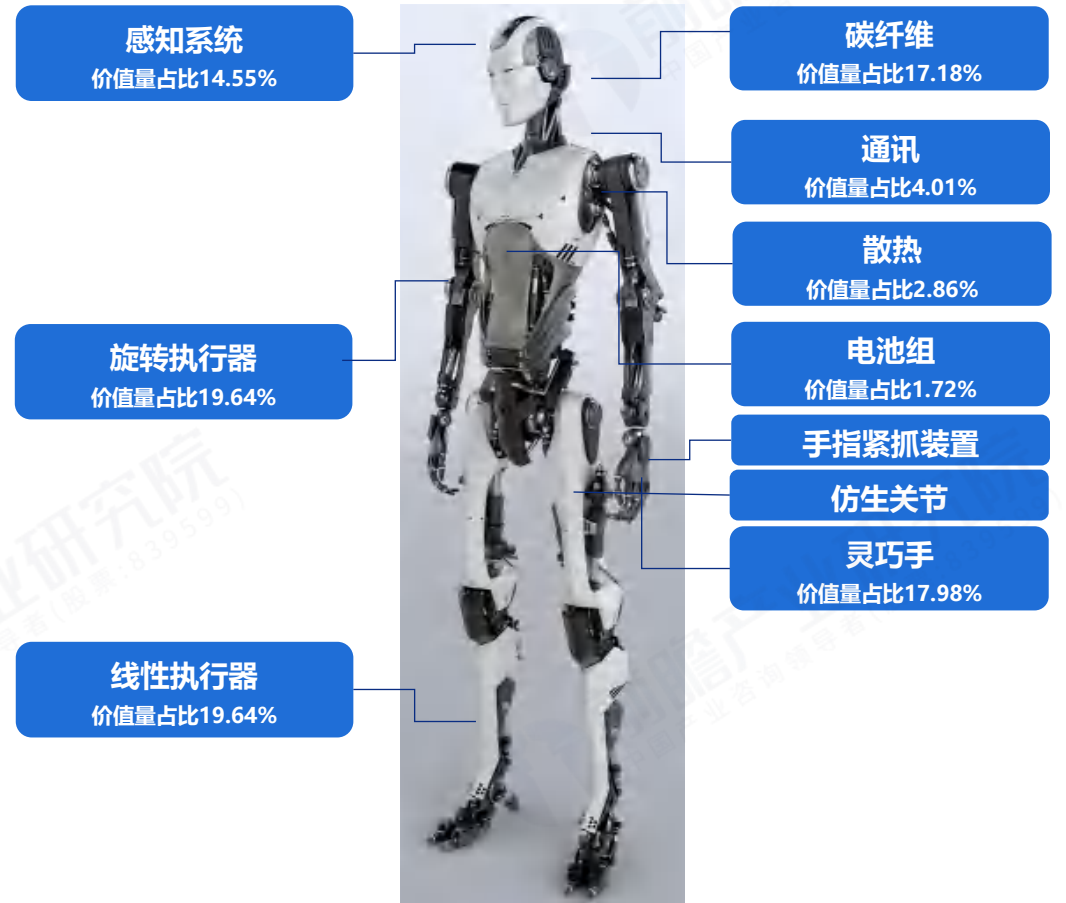 感知系统
价值量占比14.55%
旋转执行器
价值量占比19.64%
线性执行器
价值量占比19.64%
碳纤维
价值量占比17.18%
通讯
价值量占比4.01%
散热
价值量占比2.86%
电池组
价值量占比1.72%
手指紧抓装置
仿生关节
灵巧手
价值量占比17.98%